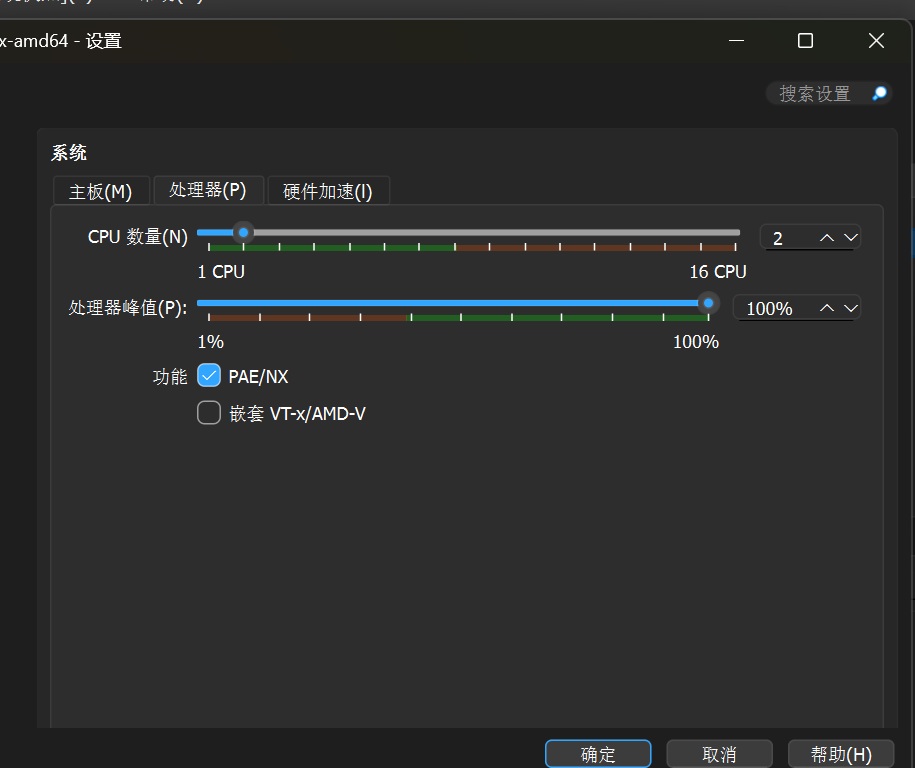 x-amd64 - 设置
搜索设置
系统
主板(M) 处理器(P) 硬件加速(I)
CPU 数量(N) 2
1 CPU 16 CPU
处理器峰值(P): 100%
1% 100%
功能 PAE/NX
嵌套 VT-x/AMD-V
确定 取消 帮助(H)